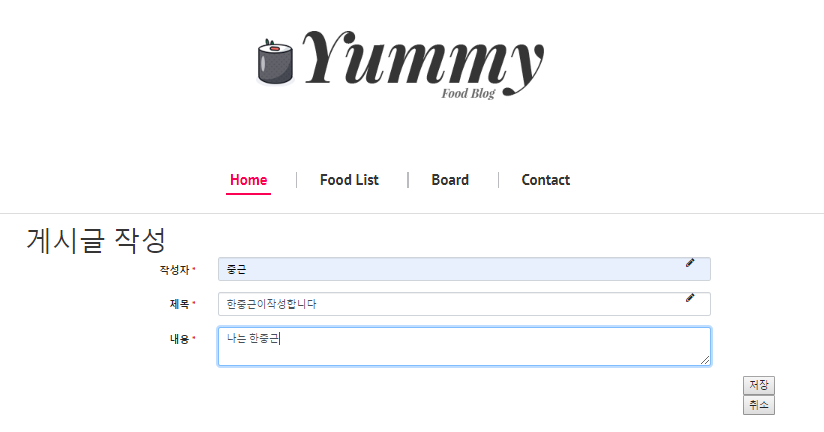 Yummy
Food Blog
Home Food List Board Contact
게시글 작성
작성자 * 중근
제목 * 한중근이작성합니다
내용 * 나는 한중근
저장
취소